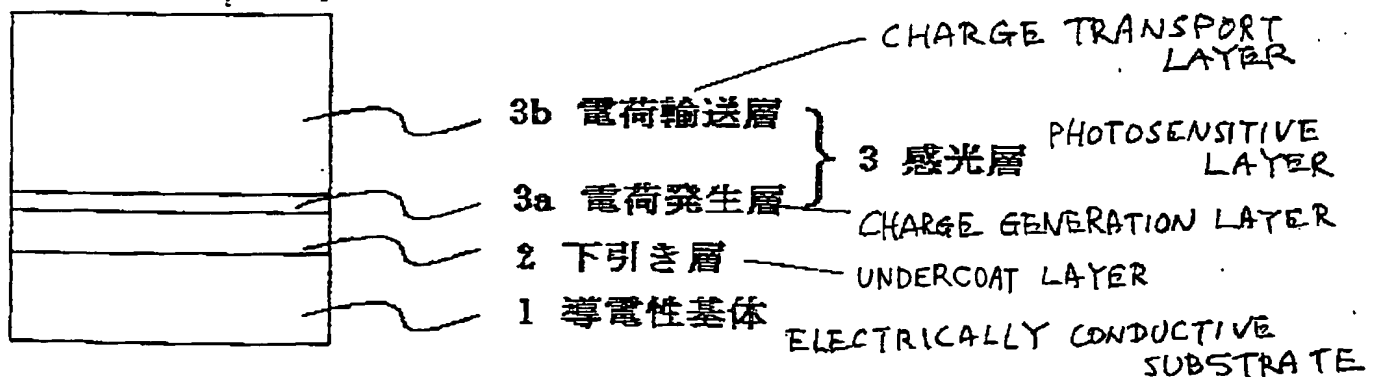 CHARGE TRANSPORT
LAYER
3b 電荷輸送層
3 感光層
PHOTOSENSITIVE
LAYER
3a 電荷発生層
CHARGE GENERATION LAYER
2 下引き層
UNDERCOAT LAYER
1 導電性基体
ELECTRICALLY CONDUCTIVE
SUBSTRATE